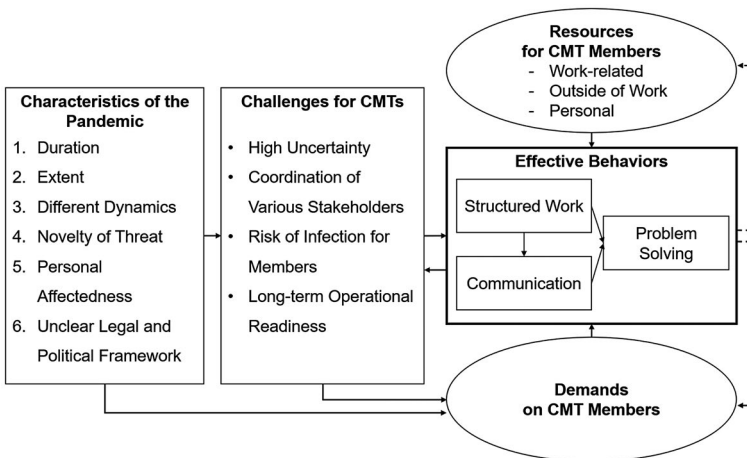 Resources
for CMT Members
- Work-related
- Outside of Work
- Personal
Characteristics of the
Pandemic
1. Duration
2. Extent
3. Different Dynamics
4. Novelty of Threat
5. Personal
Affectedness
6. Unclear Legal and
Political Framework
Challenges for CMTs
• High Uncertainty
• Coordination of
Various Stakeholders
• Risk of Infection for
Members
• Long-term Operational
Readiness
Effective Behaviors
Structured Work
Communication
Problem
Solving
Demands
on CMT Members